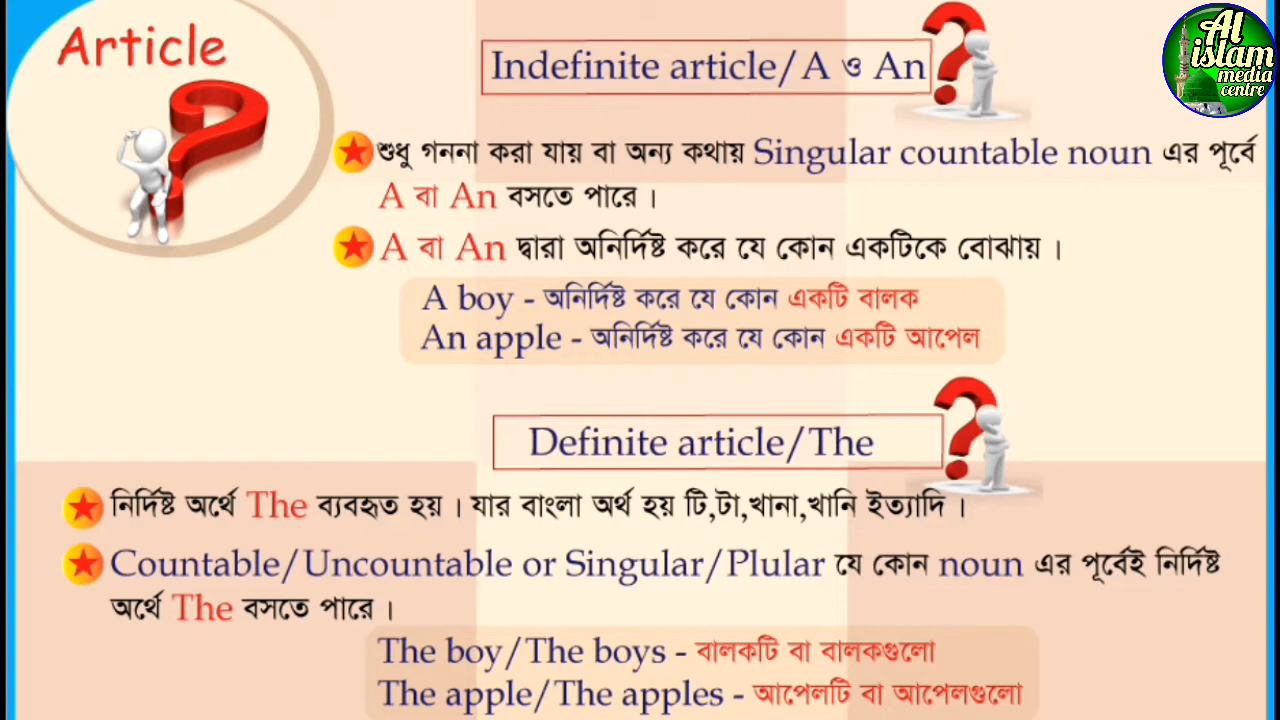 Article
Indefinite article/A ও An
Al
islam
media
centre
শুধু গননা করা যায় বা অন্য কথায় Singular countable noun এর পূর্বে
A বা An বসতে পারে ।
A বা An দ্বারা অনির্দিষ্ট করে যে কোন একটিকে বোঝায় ।
A boy - অনির্দিষ্ট করে যে কোন একটি বালক
An apple - অনির্দিষ্ট করে যে কোন একটি আপেল
Definite article/The
নির্দিষ্ট অর্থে The ব্যবহৃত হয় । যার বাংলা অর্থ হয় টি,টা,খানা,খানি ইত্যাদি ।
Countable/Uncountable or Singular/Plular যে কোন noun এর পূর্বেই নির্দিষ্ট
অর্থে The বসতে পারে ।
The boy/The boys - বালকটি বা বালকগুলো
The apple/The apples - আপেলটি বা আপেলগুলো